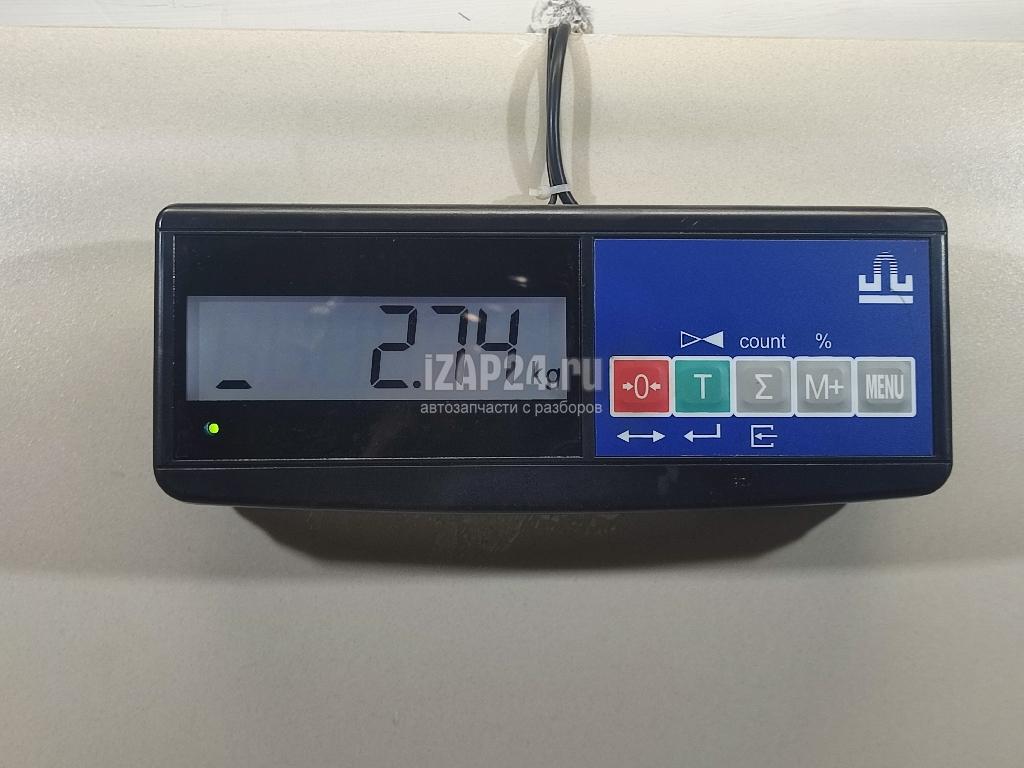 count %
2.74 kg
iZAP24.ru
автозапчасти с разборов
→0← T Σ M+ MENU